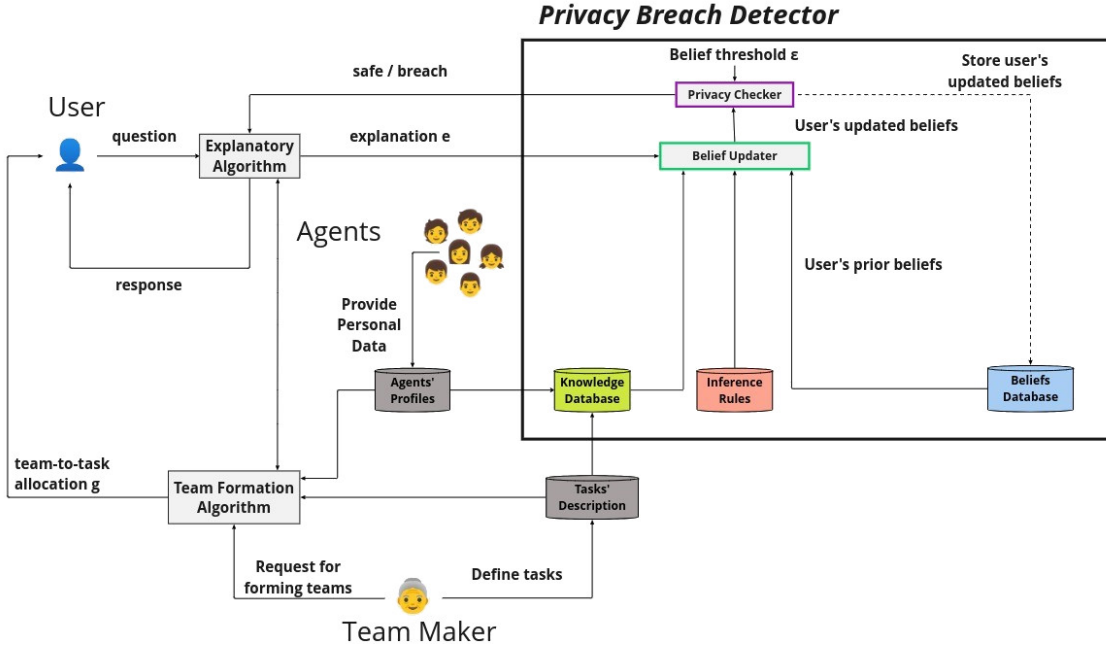 Privacy Breach Detector
Belief threshold ε
Store user's
updated beliefs
safe / breach
Privacy Checker
User
question
explanation e
User's updated beliefs
Explanatory
Algorithm
Belief Updater
Agents
User's prior beliefs
response
Provide
Personal
Data
Agents'
Profiles
Knowledge
Database
Inference
Rules
Beliefs
Database
team-to-task
allocation g
Team Formation
Algorithm
Tasks'
Description
Request for
forming teams
Define tasks
Team Maker